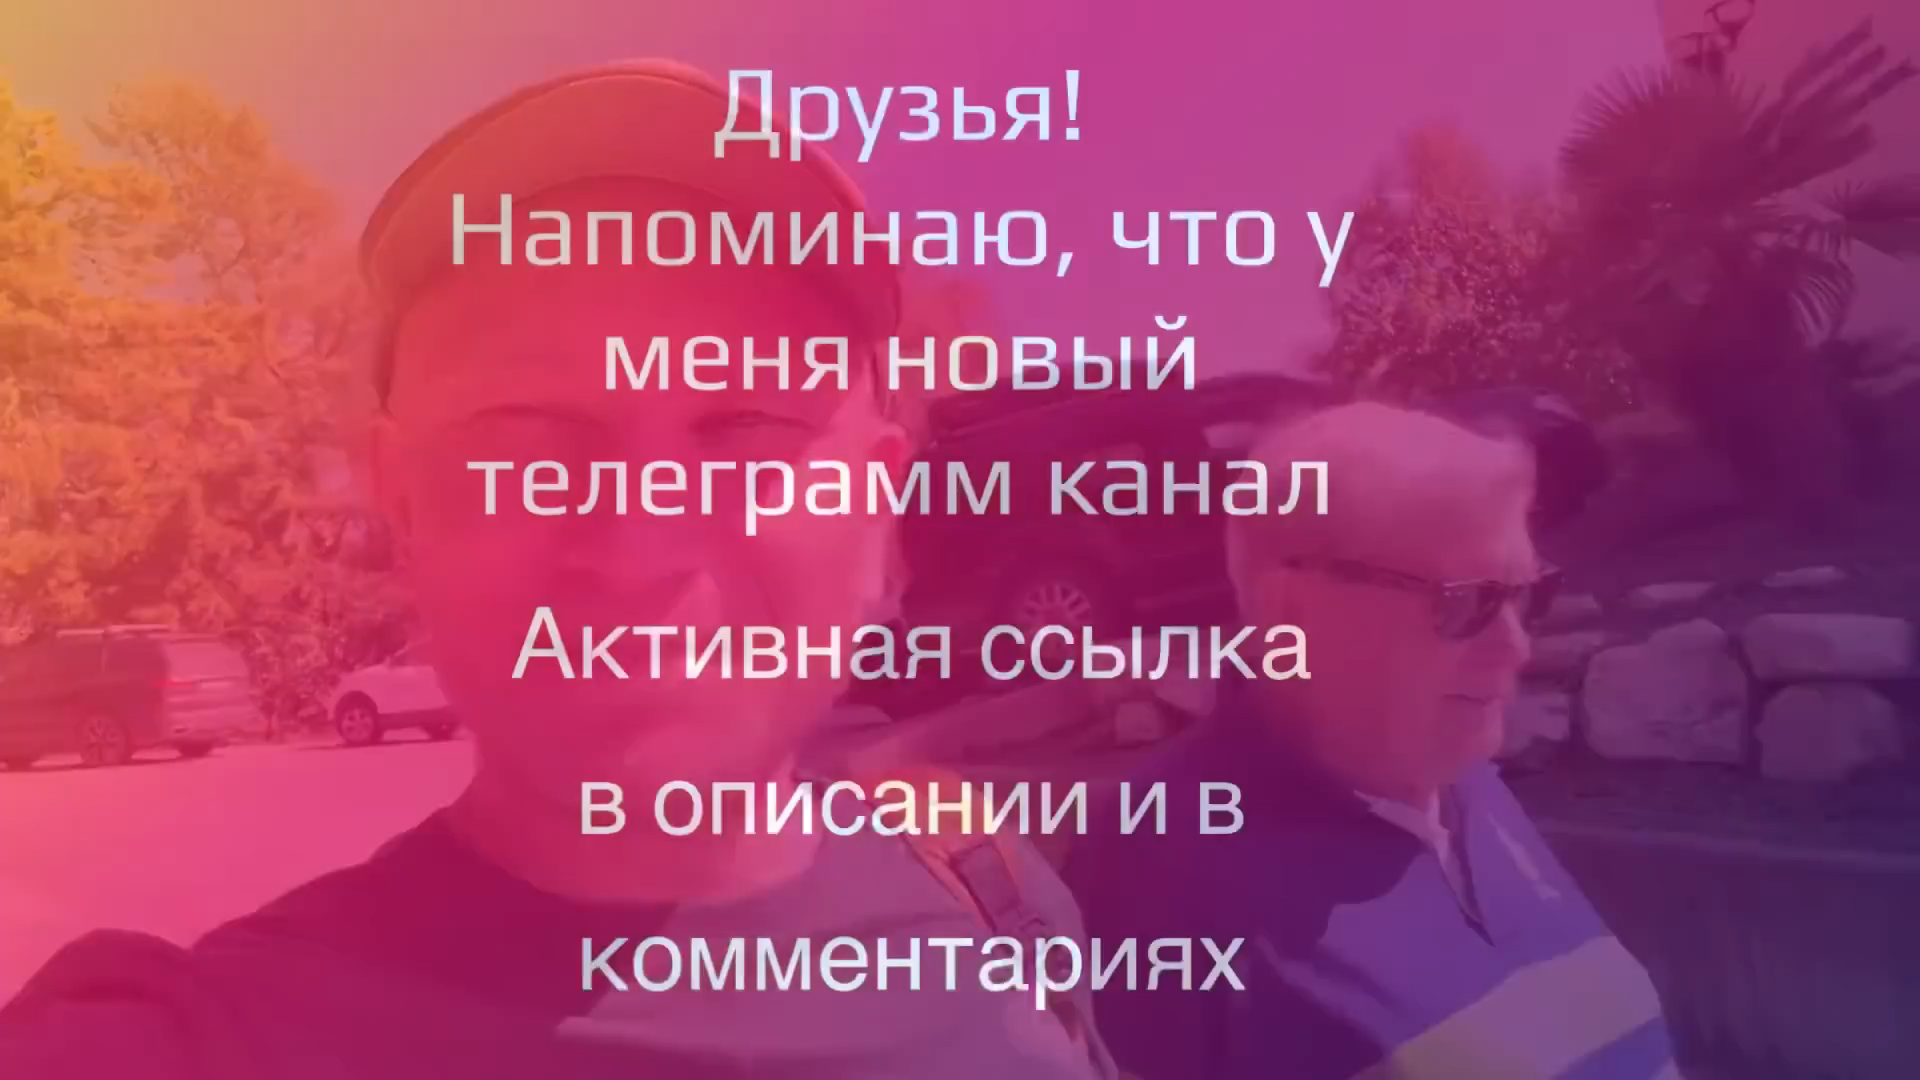 Друзья!
Напоминаю, что у
меня новый
телеграмм канал
Активная ссылка
в описании и в
комментариях